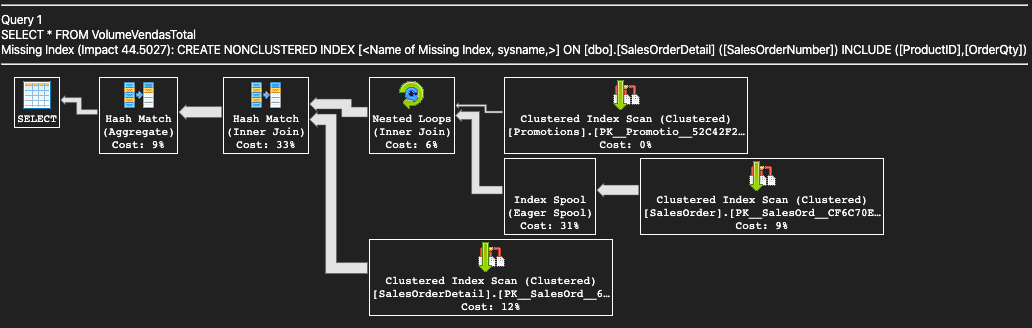 Query 1
SELECT * FROM VolumeVendasTotal
Missing Index (Impact 44.5027): CREATE NONCLUSTERED INDEX [<Name of Missing Index, sysname,>] ON [dbo].[SalesOrderDetail] ([SalesOrderNumber]) INCLUDE ([ProductID],[OrderQty])
SELECT
Hash Match
(Aggregate)
Cost: 9%
Hash Match
(Inner Join)
Cost: 33%
Nested Loops
(Inner Join)
Cost: 6%
Clustered Index Scan (Clustered)
[Promotions].[PK__Promotio__52C42F2…
Cost: 0%
Index Spool
(Eager Spool)
Cost: 31%
Clustered Index Scan (Clustered)
[SalesOrder].[PK__SalesOrd__CF6C70E…
Cost: 9%
Clustered Index Scan (Clustered)
[SalesOrderDetail].[PK__SalesOrd__6…
Cost: 12%